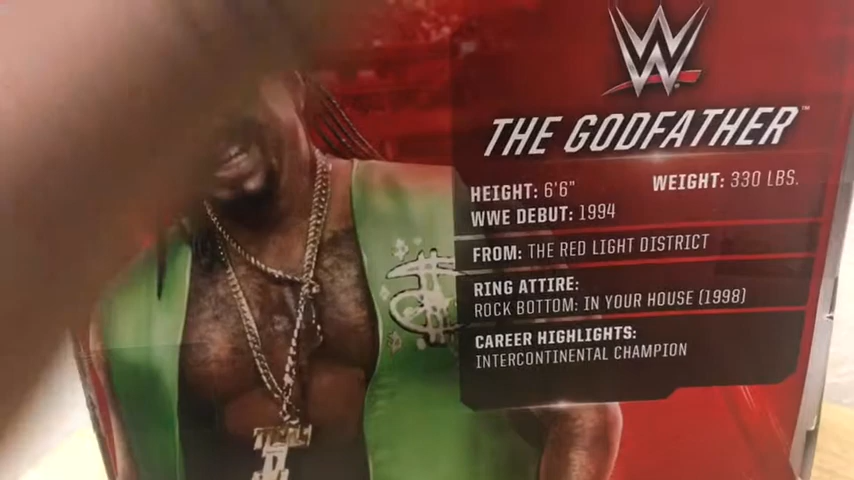 W
THE GODFATHER™
HEIGHT: 6'6" WEIGHT: 330 LBS.
WWE DEBUT: 1994
FROM: THE RED LIGHT DISTRICT
RING ATTIRE:
ROCK BOTTOM: IN YOUR HOUSE (1998)
CAREER HIGHLIGHTS:
INTERCONTINENTAL CHAMPION